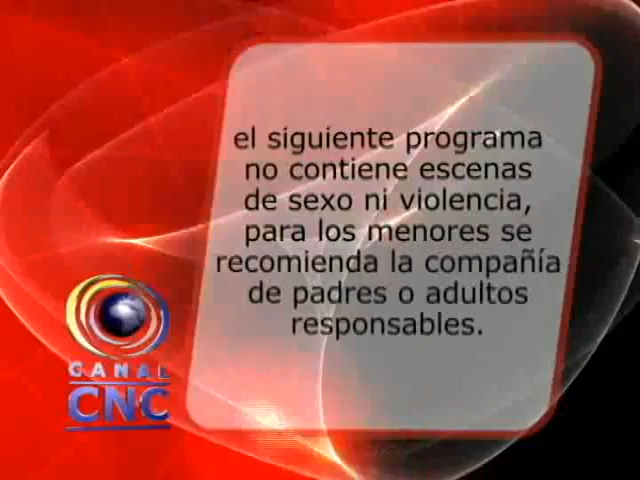 el siguiente programa
no contiene escenas
de sexo ni violencia,
para los menores se
recomienda la compañía
de padres o adultos
responsables.
CANAL
CNC